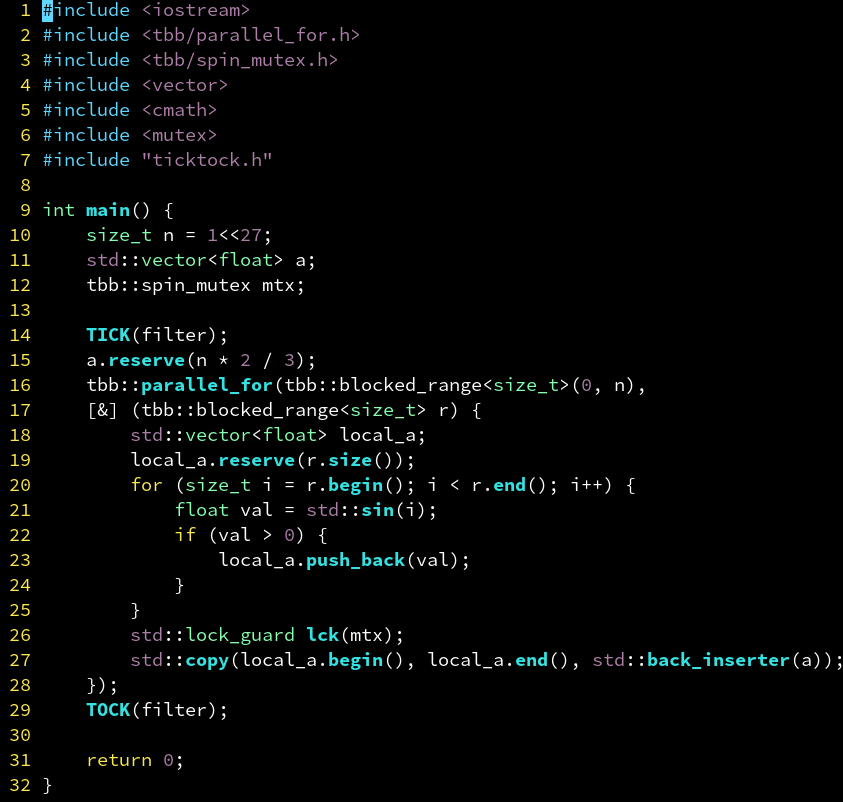 1 #include <iostream>
2 #include <tbb/parallel_for.h>
3 #include <tbb/spin_mutex.h>
4 #include <vector>
5 #include <cmath>
6 #include <mutex>
7 #include "ticktock.h"
8
9 int main() {
10     size_t n = 1<<27;
11     std::vector<float> a;
12     tbb::spin_mutex mtx;
13
14     TICK(filter);
15     a.reserve(n * 2 / 3);
16     tbb::parallel_for(tbb::blocked_range<size_t>(0, n),
17     [&] (tbb::blocked_range<size_t> r) {
18         std::vector<float> local_a;
19         local_a.reserve(r.size());
20         for (size_t i = r.begin(); i < r.end(); i++) {
21             float val = std::sin(i);
22             if (val > 0) {
23                 local_a.push_back(val);
24             }
25         }
26         std::lock_guard lck(mtx);
27         std::copy(local_a.begin(), local_a.end(), std::back_inserter(a));
28     });
29     TOCK(filter);
30
31     return 0;
32 }